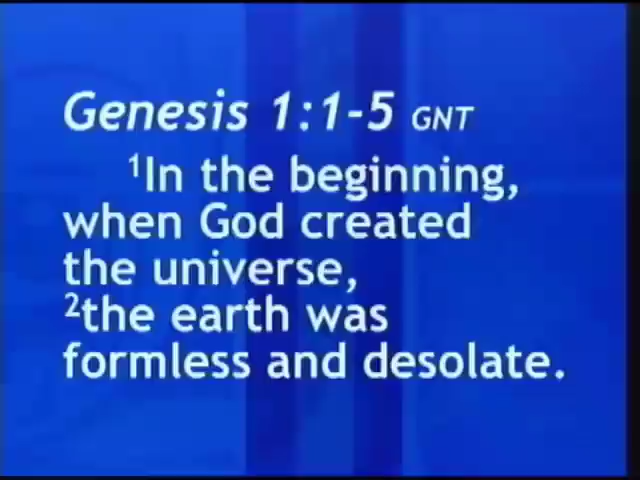 Genesis 1:1-5 GNT
¹In the beginning,
when God created
the universe,
²the earth was
formless and desolate.